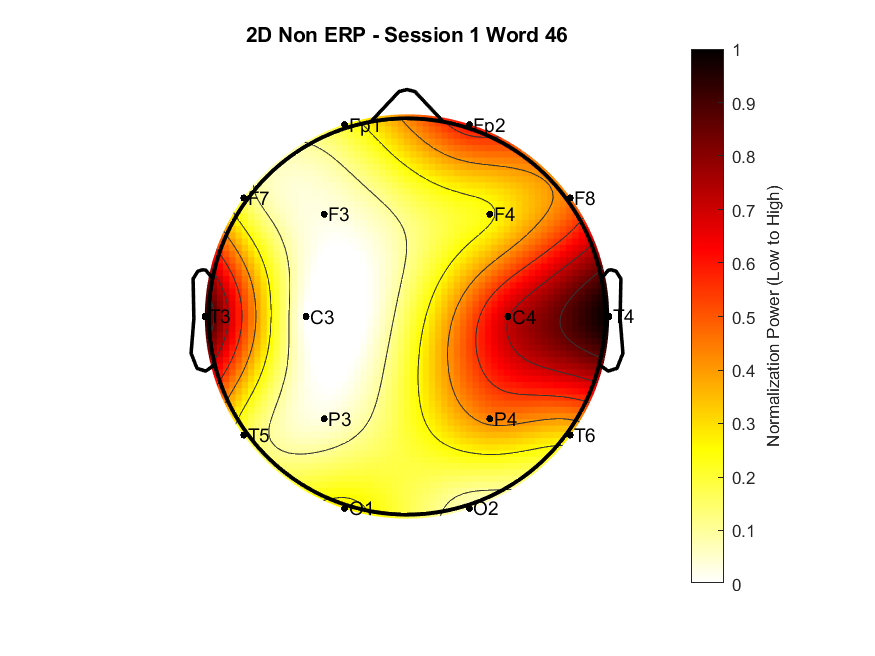 2D Non ERP - Session 1 Word 46
Fp1 Fp2
F7 F8
F3 F4
T3 C3 C4 T4
P3 P4
T5 T6
O1 O2
1
0.9
0.8
0.7
0.6
0.5
0.4
0.3
0.2
0.1
0
Normalization Power (Low to High)